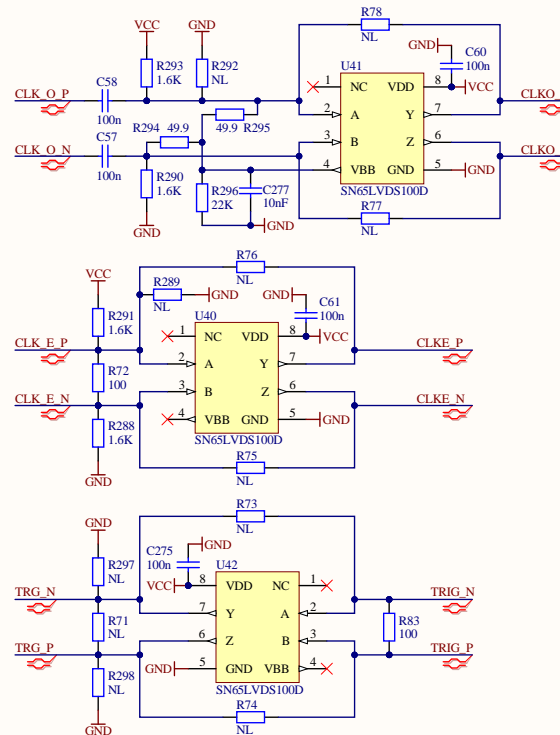 R78
NL
VCC
GND
GND
C60
100n
R293
1.6K
R292
NL
U41
C58
CLK_O_P
100n
1
NC
VDD
8
VCC
CLKO_
R294
49.9
49.9
R295
2
A
Y
7
C57
CLK_O_N
100n
3
B
Z
6
CLKO_
4
VBB
GND
5
GND
R290
1.6K
R296
22K
C277
10nF
SN65LVDS100D
GND
GND
R77
NL
R76
NL
VCC
R289
NL
GND
GND
C61
100n
R291
1.6K
U40
1
NC
VDD
8
VCC
CLK_E_P
CLKE_P
2
A
Y
7
R72
100
3
B
Z
6
CLK_E_N
CLKE_N
4
VBB
GND
5
GND
R288
1.6K
SN65LVDS100D
R75
NL
GND
R73
NL
GND
GND
C275
100n
R297
NL
U42
VCC
8
VDD
NC
1
TRG_N
TRIG_N
7
Y
A
2
R71
NL
R83
100
6
Z
B
3
TRG_P
TRIG_P
GND
5
GND
VBB
4
R298
NL
SN65LVDS100D
R74
NL
GND